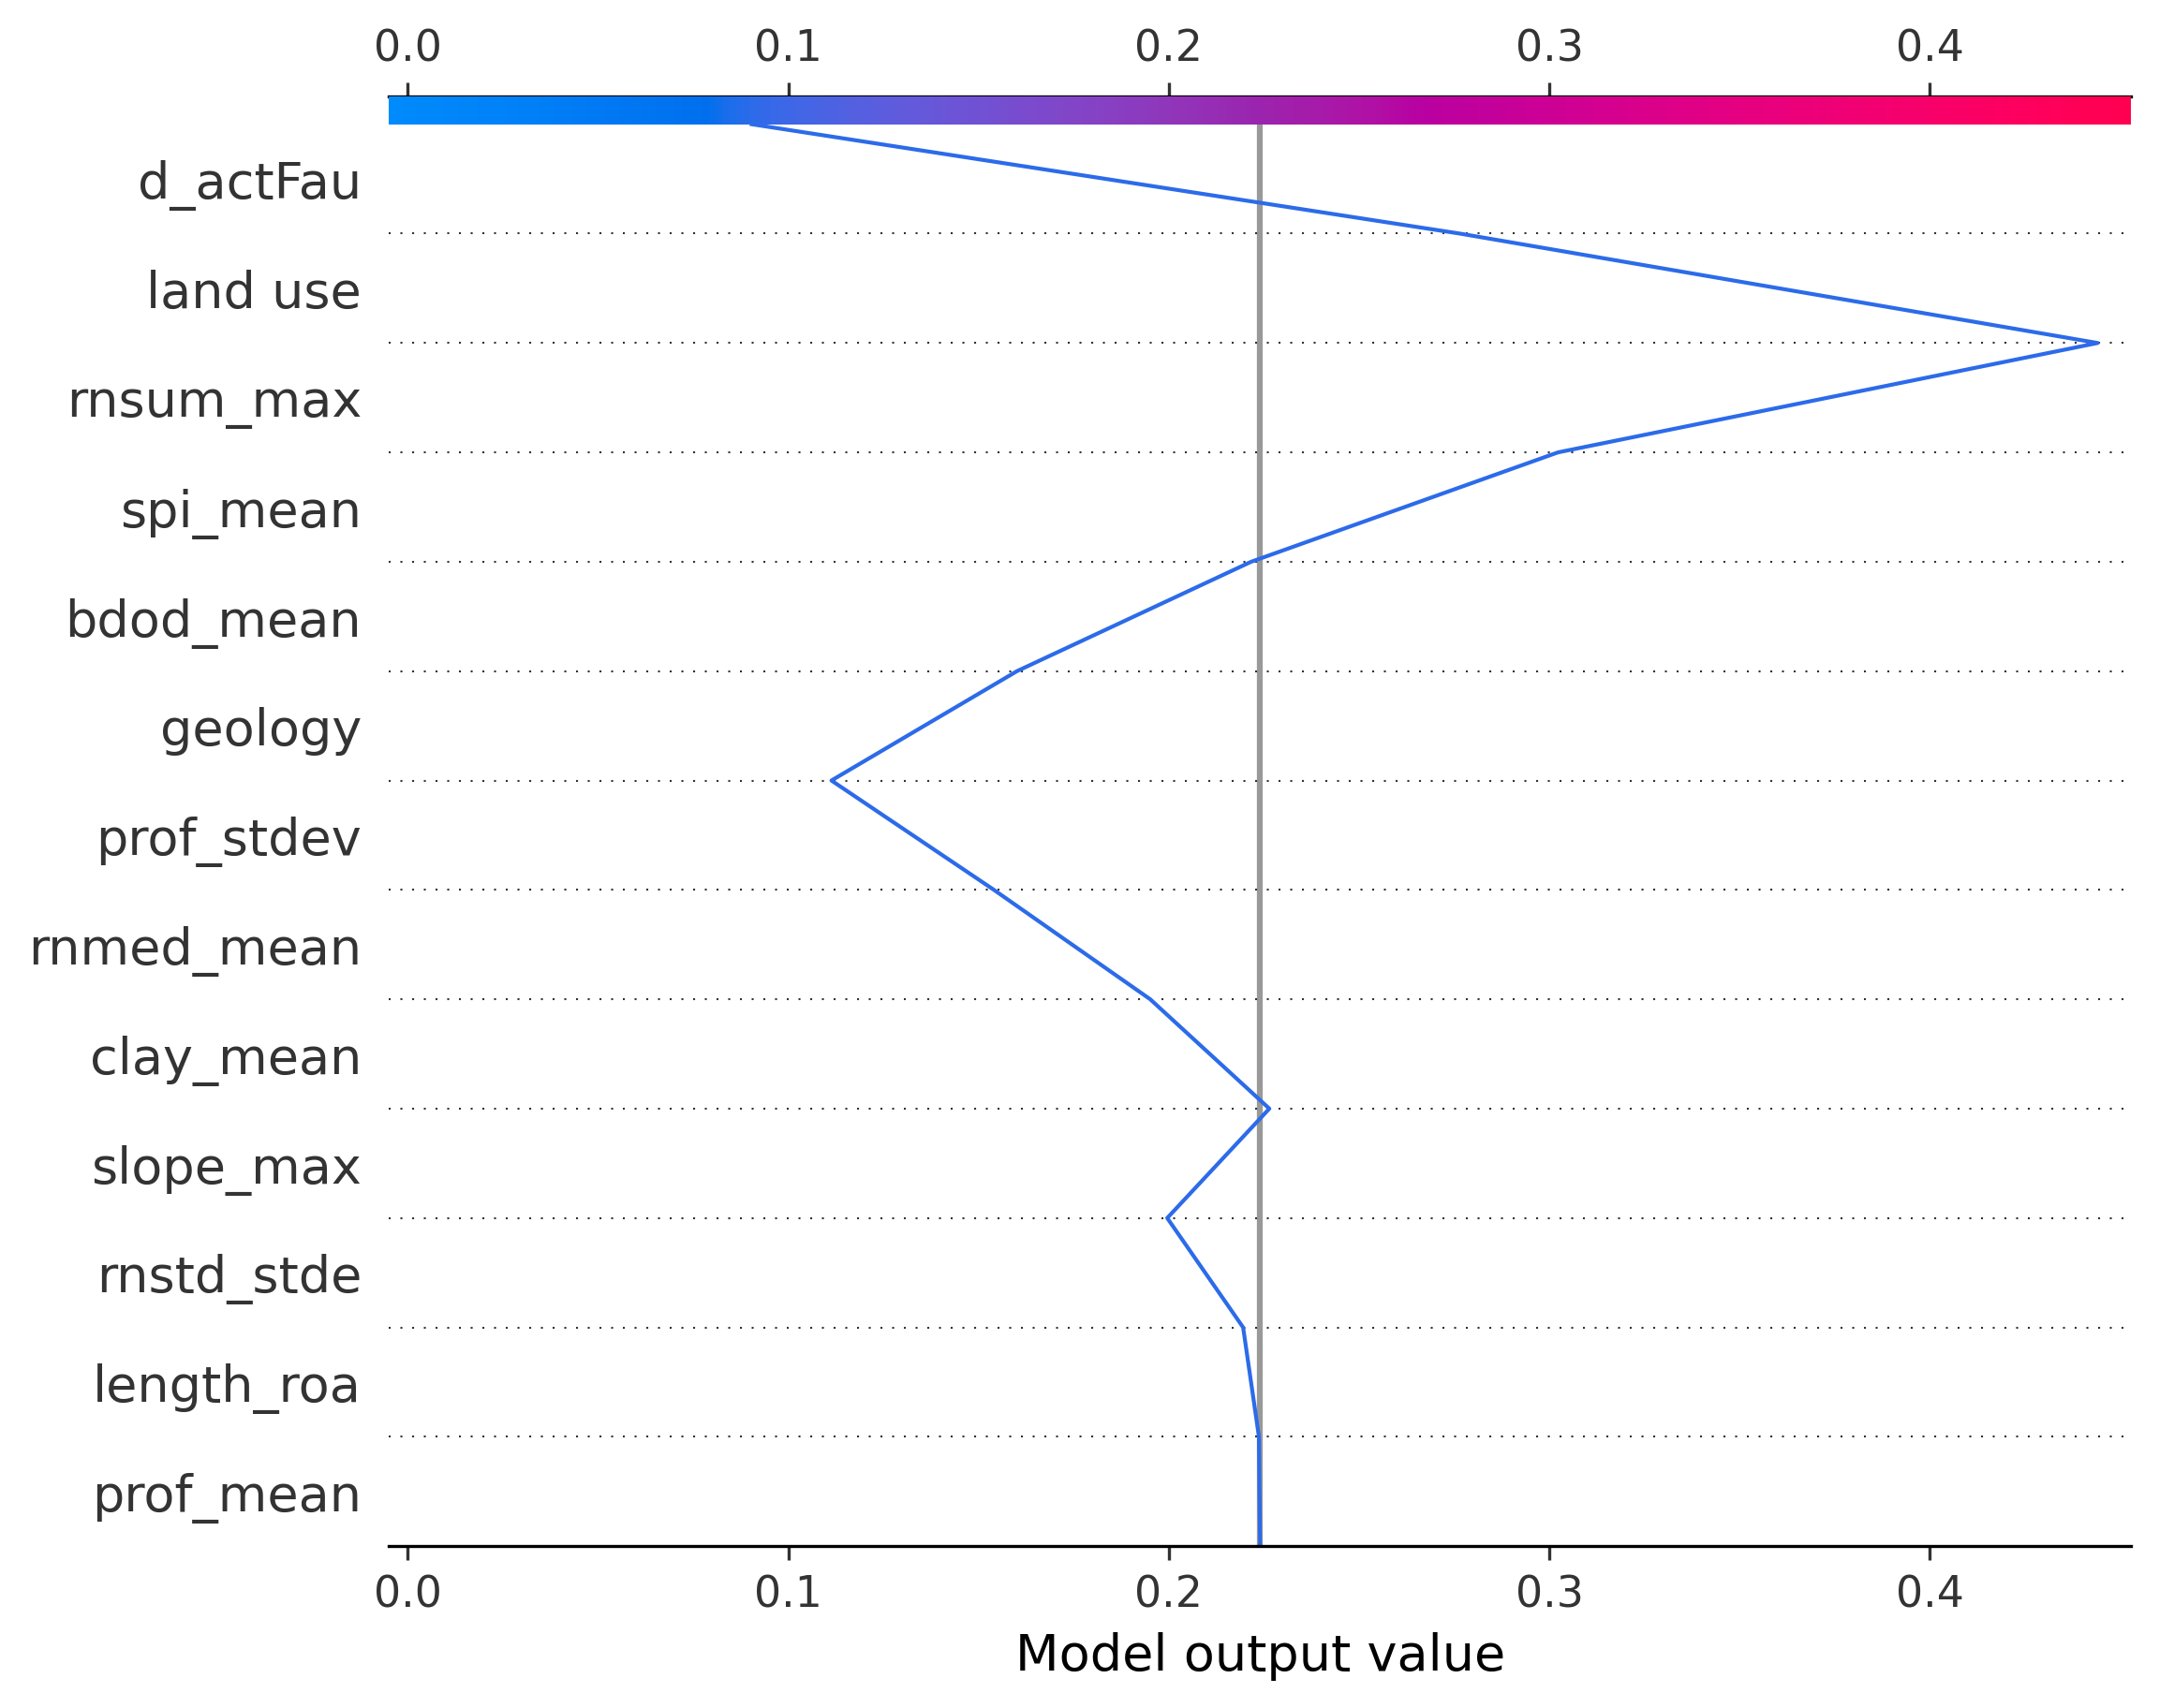 0.0 0.1 0.2 0.3 0.4
d_actFau
land use
rnsum_max
spi_mean
bdod_mean
geology
prof_stdev
rnmed_mean
clay_mean
slope_max
rnstd_stde
length_roa
prof_mean
0.0 0.1 0.2 0.3 0.4
Model output value